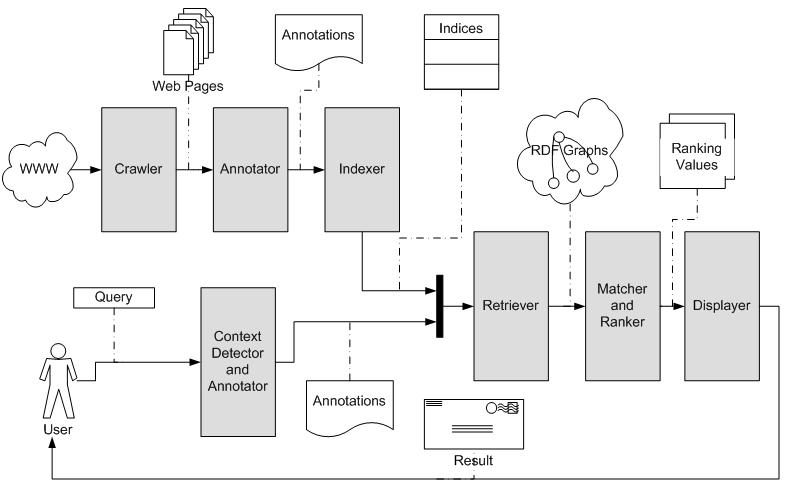 Web Pages
Annotations
Indices
WWW
Crawler
Annotator
Indexer
RDF Graphs
Ranking
Values
Query
Context
Detector
and
Annotator
Retriever
Matcher
and
Ranker
Displayer
Annotations
User
Result